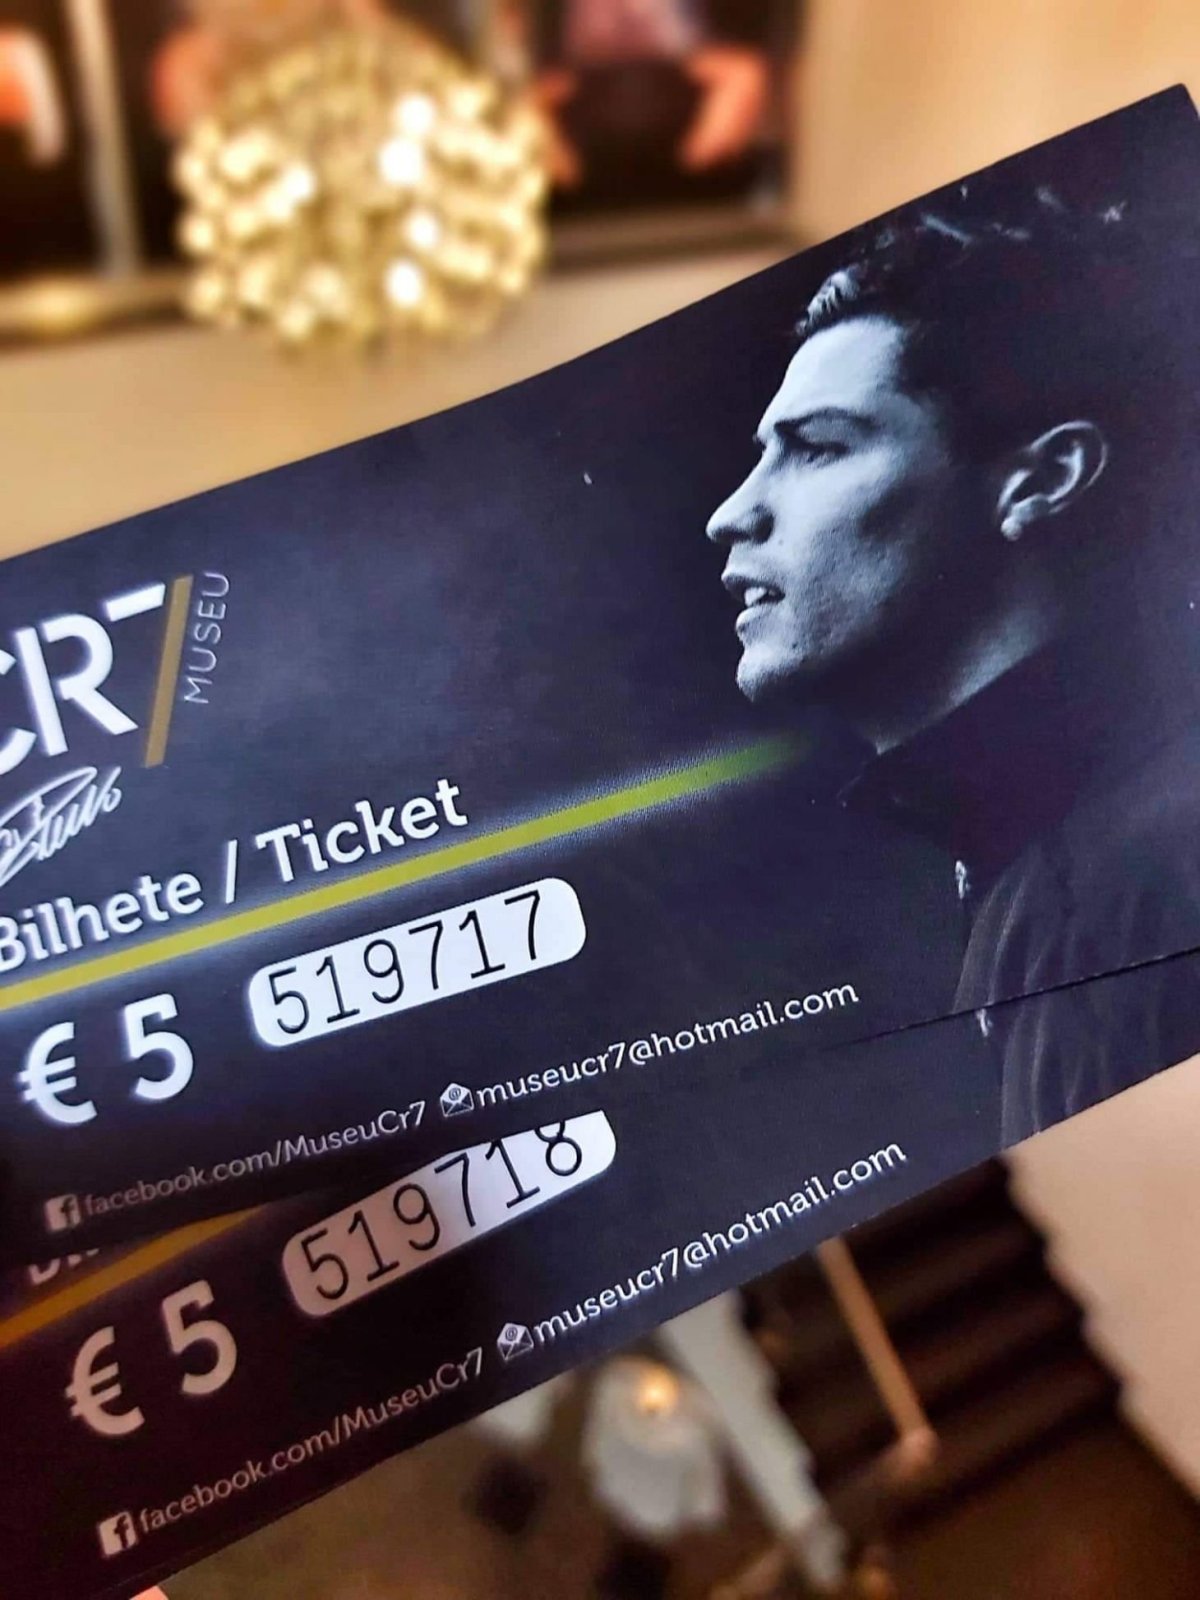 CR7
MUSEU
Bilhete / Ticket
€ 5 519717
facebook.com/MuseuCr7 museucr7@hotmail.com
€ 5 519718
facebook.com/MuseuCr7 museucr7@hotmail.com